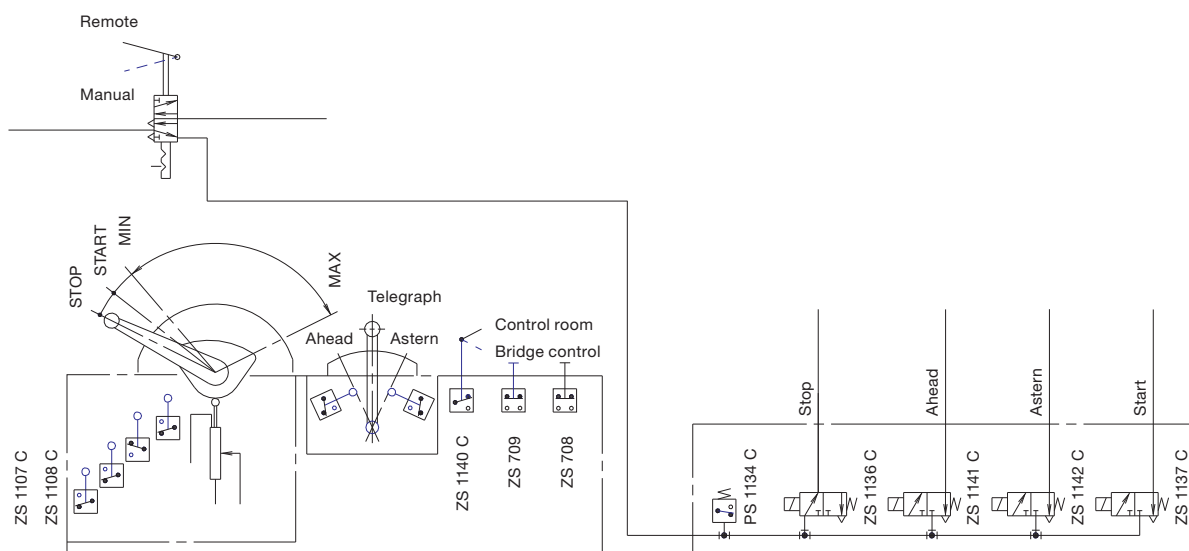 Remote
Manual
STOP
START
MIN
MAX
Telegraph
Ahead
Astern
Control room
Bridge control
ZS 1107 C
ZS 1108 C
ZS 1140 C
ZS 709
ZS 708
Stop
Ahead
Astern
Start
PS 1134 C
ZS 1136 C
ZS 1141 C
ZS 1142 C
ZS 1137 C